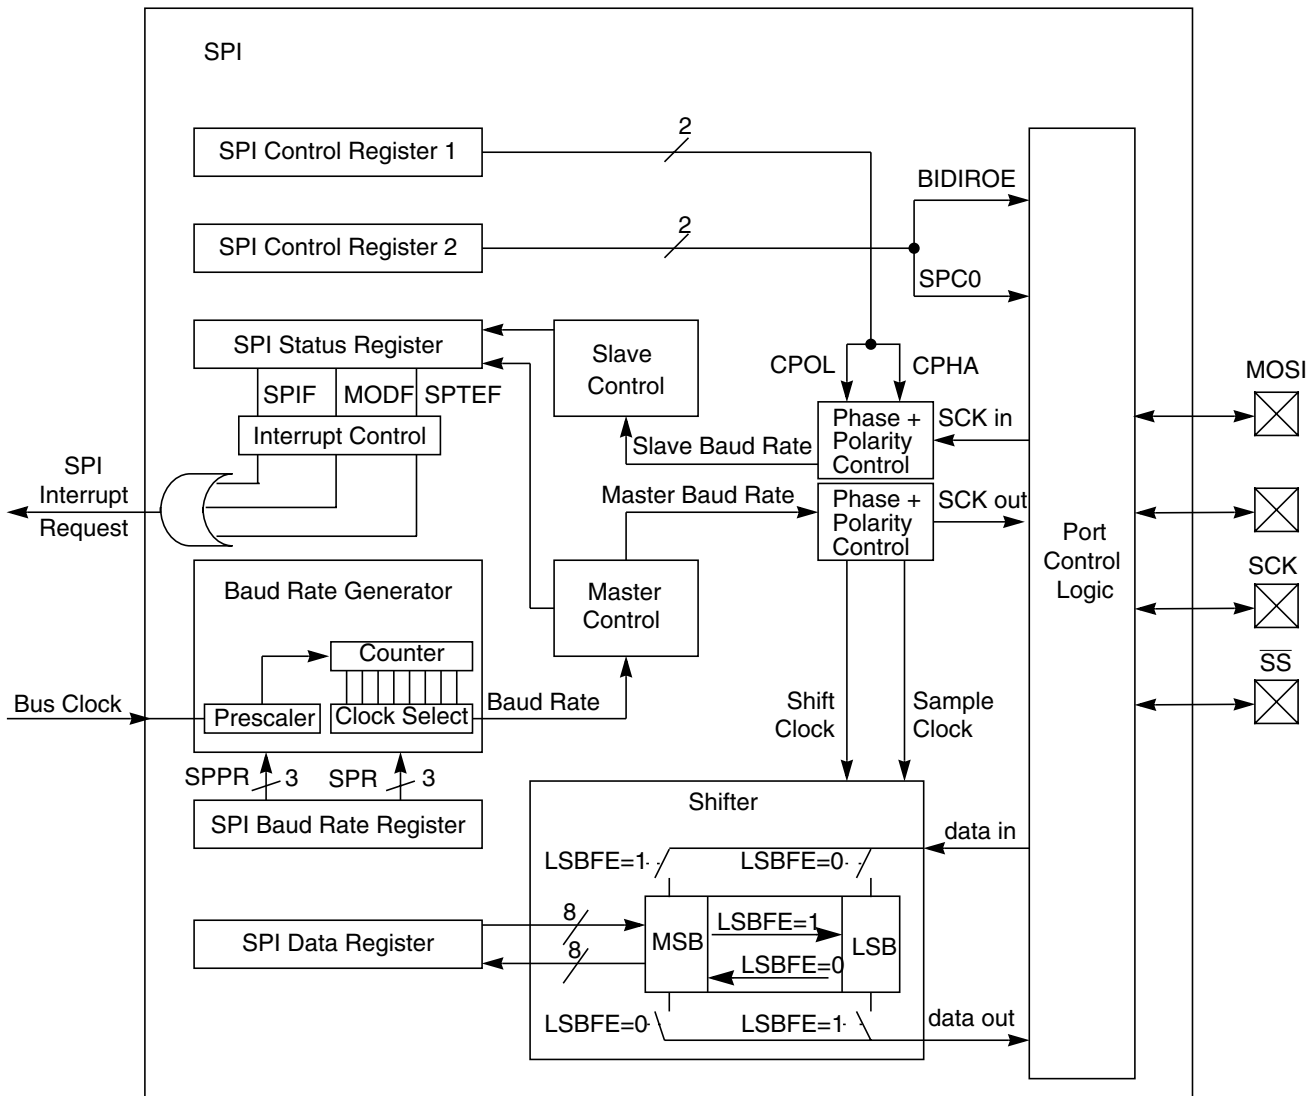 SPI
SPI Control Register 1
2
BIDIROE
SPI Control Register 2
2
SPC0
SPI Status Register
Slave
Control
CPOL
CPHA
SPIF
MODF
SPTEF
Interrupt Control
Phase +
Polarity
Control
SCK in
MOSI
Slave Baud Rate
SPI
Interrupt
Request
Master Baud Rate
Phase +
Polarity
Control
SCK out
Port
Control
Logic
SCK
SS
Baud Rate Generator
Master
Control
Counter
Bus Clock
Prescaler
Clock Select
Baud Rate
Shift
Clock
Sample
Clock
SPPR
3
SPR
3
SPI Baud Rate Register
Shifter
data in
LSBFE=1
LSBFE=0
8
SPI Data Register
8
MSB
LSBFE=1
LSBFE=0
LSB
LSBFE=0
LSBFE=1
data out